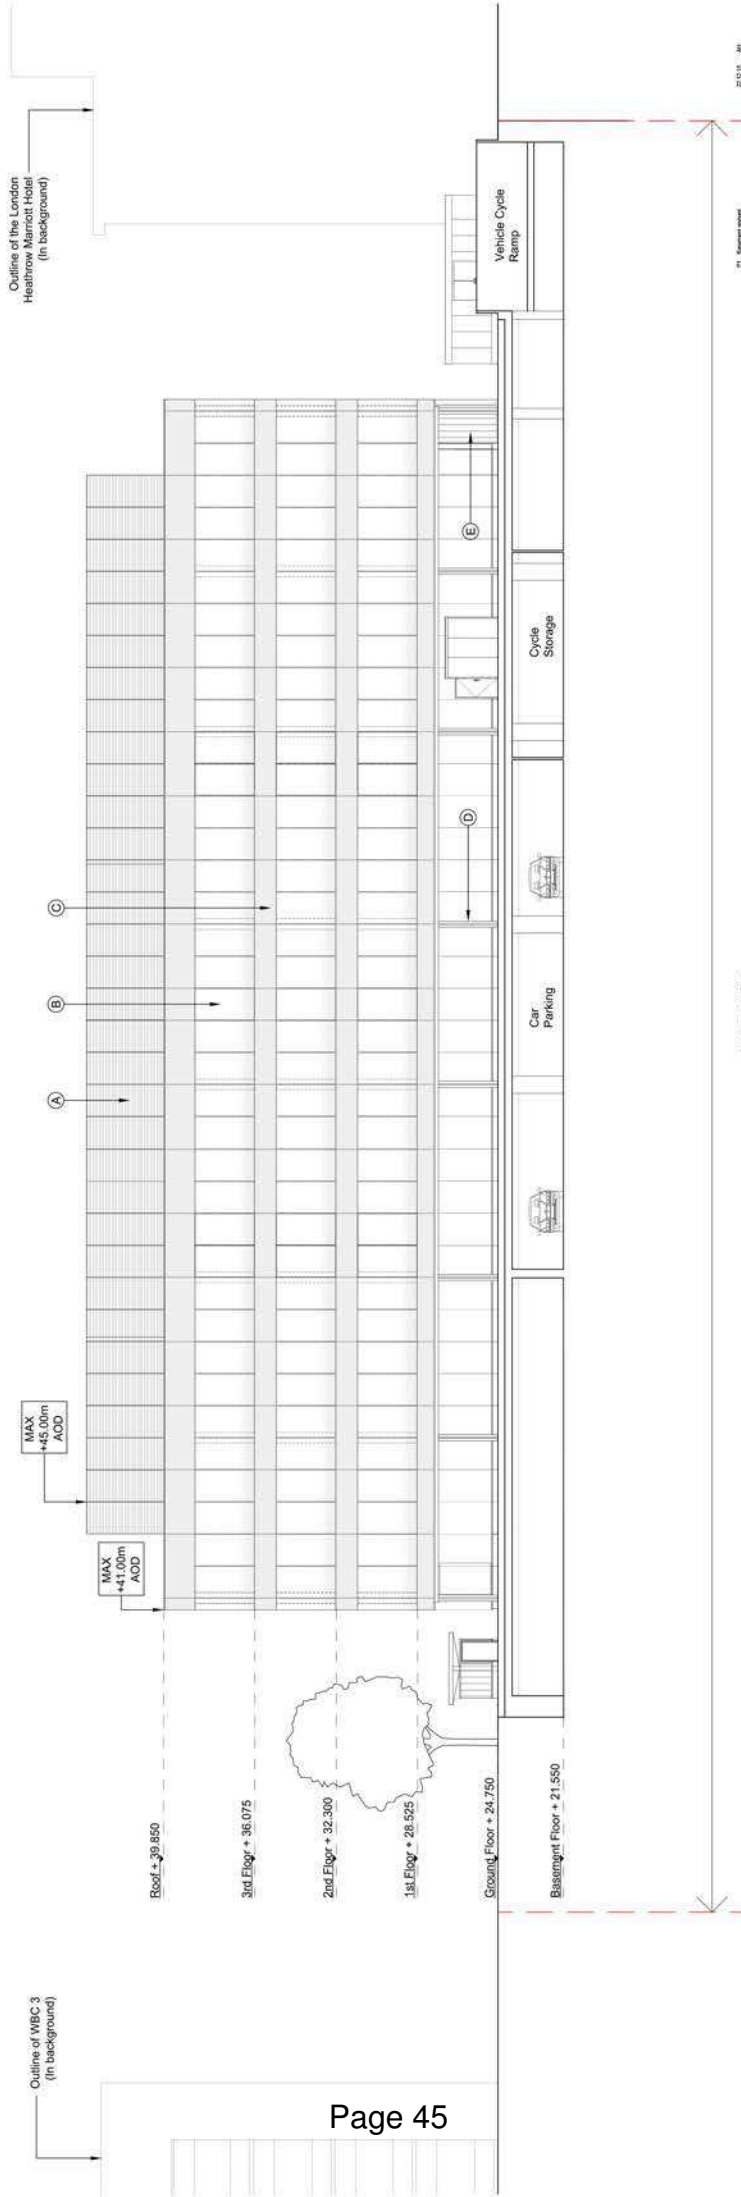 Outline of WBC 3
(In background)
MAX
+41.00m
AOD
MAX
+45.00m
AOD
A
B
C
D
E
Outline of the London
Heathrow Marriott Hotel
(In background)
Roof + 39.850
3rd Floor + 36.075
2nd Floor + 32.300
1st Floor + 28.525
Ground Floor + 24.750
Basement Floor + 21.550
Car
Parking
Cycle
Storage
Vehicle Cycle
Ramp
Page 45